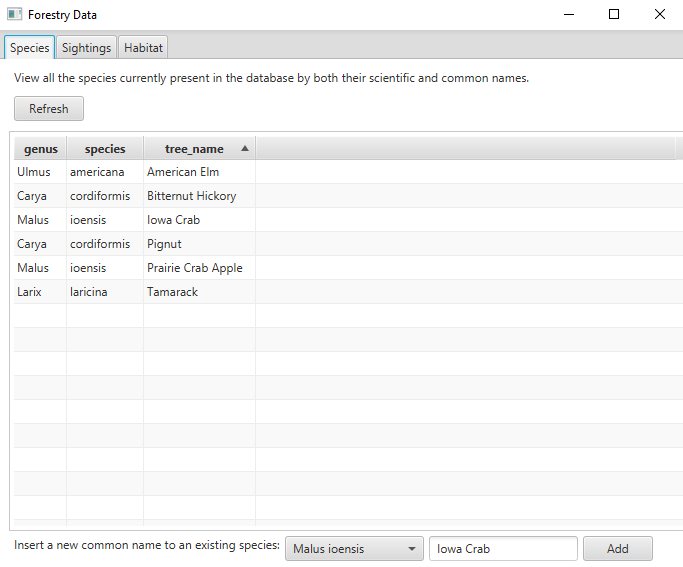 Forestry Data
Species Sightings Habitat
View all the species currently present in the database by both their scientific and common names.
Refresh
genus species tree_name
Ulmus americana American Elm
Carya cordiformis Bitternut Hickory
Malus ioensis Iowa Crab
Carya cordiformis Pignut
Malus ioensis Prairie Crab Apple
Larix laricina Tamarack
Insert a new common name to an existing species: Malus ioensis Iowa Crab Add